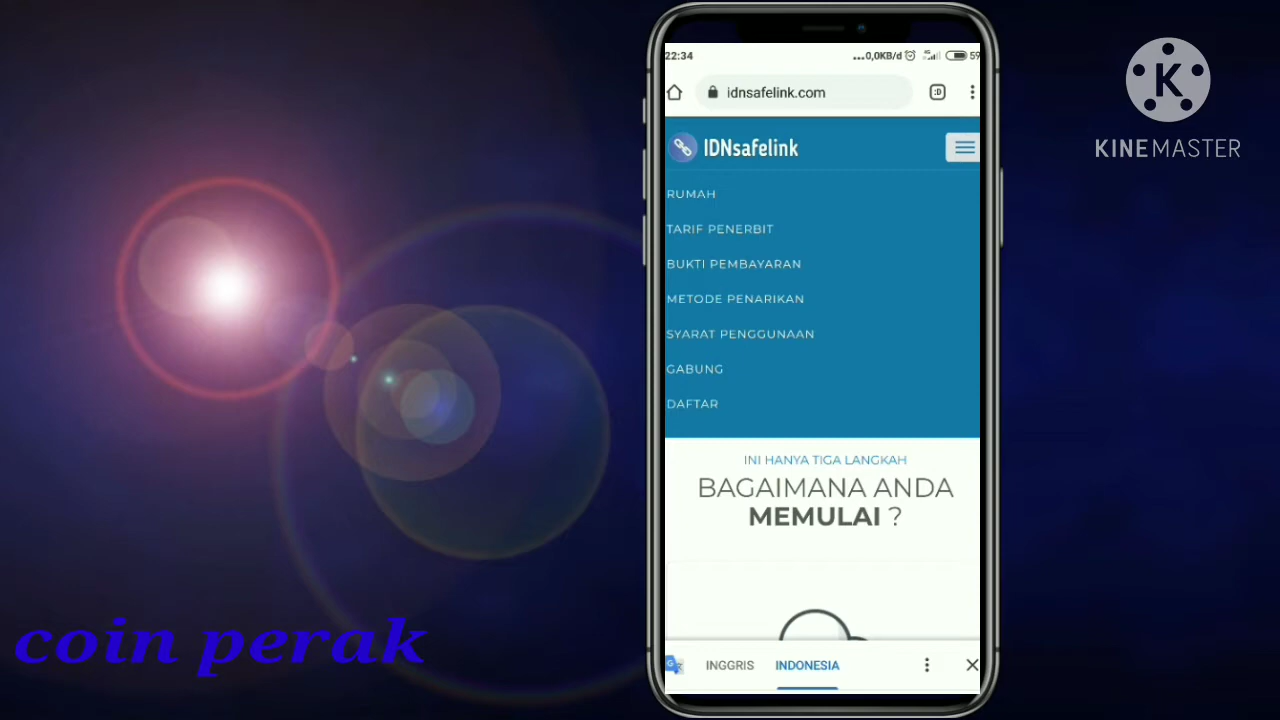 22:34
...0,0KB/d
59
idnsafelink.com
:D
IDNsafelink
RUMAH
TARIF PENERBIT
BUKTI PEMBAYARAN
METODE PENARIKAN
SYARAT PENGGUNAAN
GABUNG
DAFTAR
INI HANYA TIGA LANGKAH
BAGAIMANA ANDA
MEMULAI ?
INGGRIS INDONESIA
K
KINEMASTER
coin perak